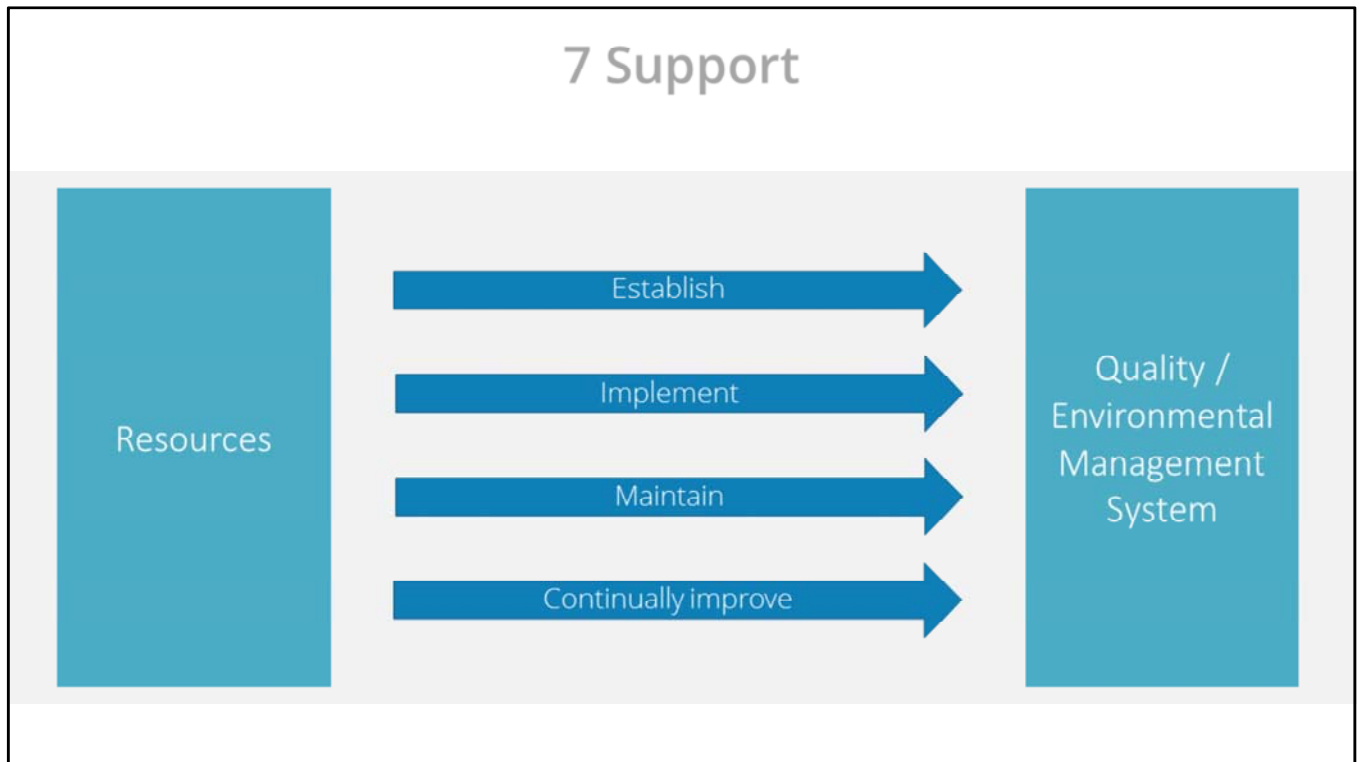 7 Support
Resources
Establish
Implement
Maintain
Continually improve
Quality /
Environmental
Management
System